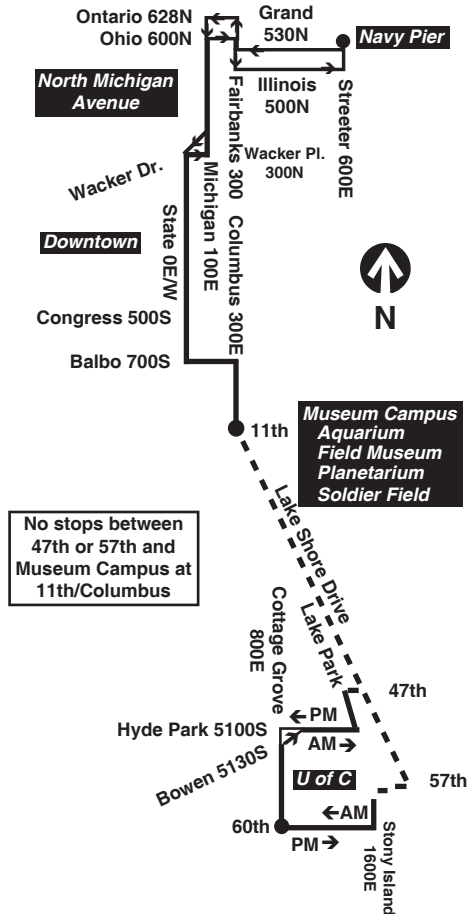 Ontario 628N
Ohio 600N
Grand
530N
Navy Pier
North Michigan
Avenue
Fairbanks 300
Illinois
500N
Streeter 600E
Wacker Pl.
300N
Wacker Dr.
Michigan 100E
Columbus 300E
State 0E/W
Downtown
N
Congress 500S
Balbo 700S
11th
Museum Campus
Aquarium
Field Museum
Planetarium
Soldier Field
Lake Shore Drive
No stops between
47th or 57th and
Museum Campus at
11th/Columbus
Cottage Grove
800E
Lake Park
47th
←PM
Hyde Park 5100S
AM→
Bowen 5130S
U of C
57th
←AM
60th
PM→
Stony Island
1600E